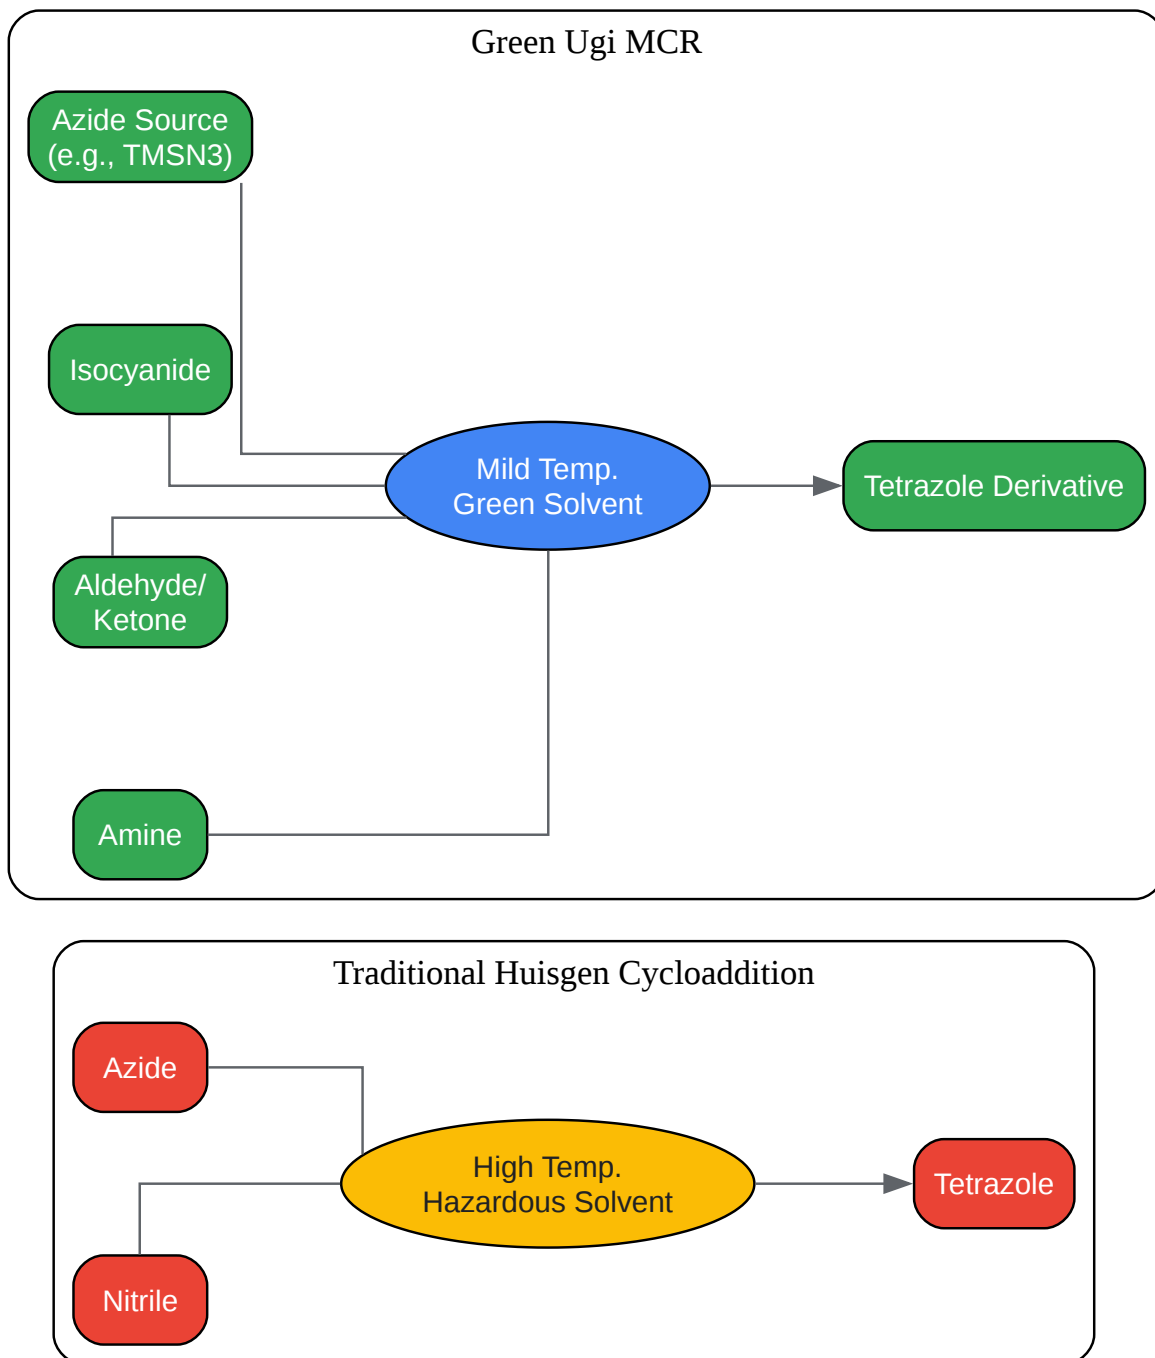 Green Ugi MCR
Azide Source
(e.g., TMSN3)
Isocyanide
Mild Temp.
Green Solvent
Tetrazole Derivative
Aldehyde/
Ketone
Amine
Traditional Huisgen Cycloaddition
Azide
High Temp.
Hazardous Solvent
Tetrazole
Nitrile